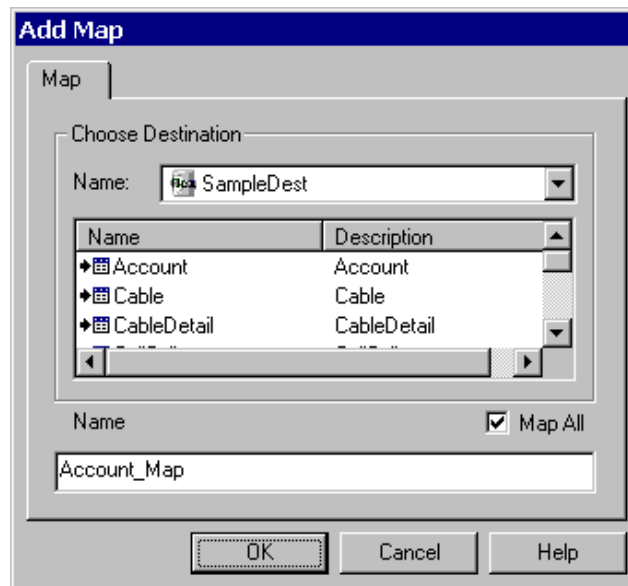 Add Map
Map
Choose Destination
Name: SampleDest
Name Description
Account Account
Cable Cable
CableDetail CableDetail
Name Map All
Account_Map
OK Cancel Help